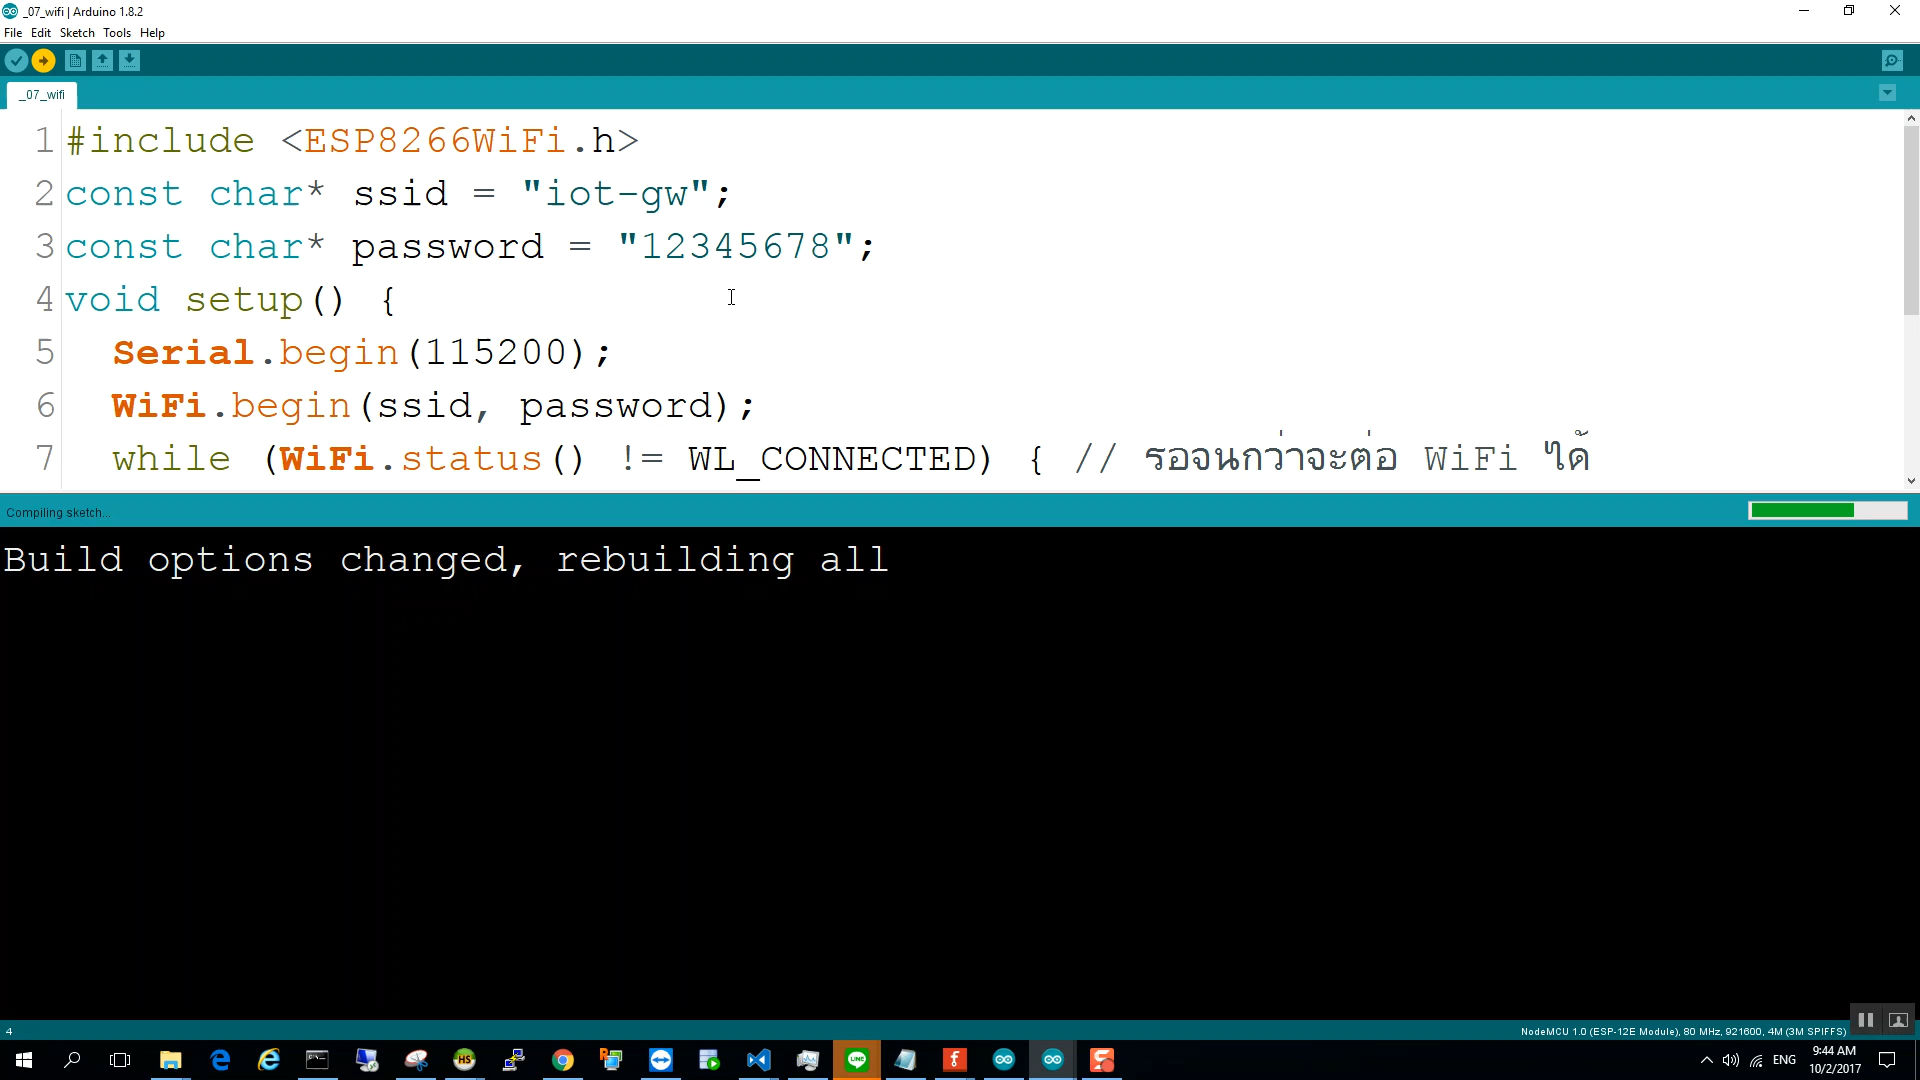 _07_wifi | Arduino 1.8.2
File Edit Sketch Tools Help
_07_wifi
1 #include <ESP8266WiFi.h>
2 const char* ssid = "iot-gw";
3 const char* password = "12345678";
4 void setup() {
5 Serial.begin(115200);
6 WiFi.begin(ssid, password);
7 while (WiFi.status() != WL_CONNECTED) { // รอจนกว่าจะต่อ WiFi ได้
Compiling sketch...
Build options changed, rebuilding all
4
NodeMCU 1.0 (ESP-12E Module), 80 MHz, 921600, 4M (3M SPIFFS)
HS
LINE
ENG
9:44 AM
10/2/2017